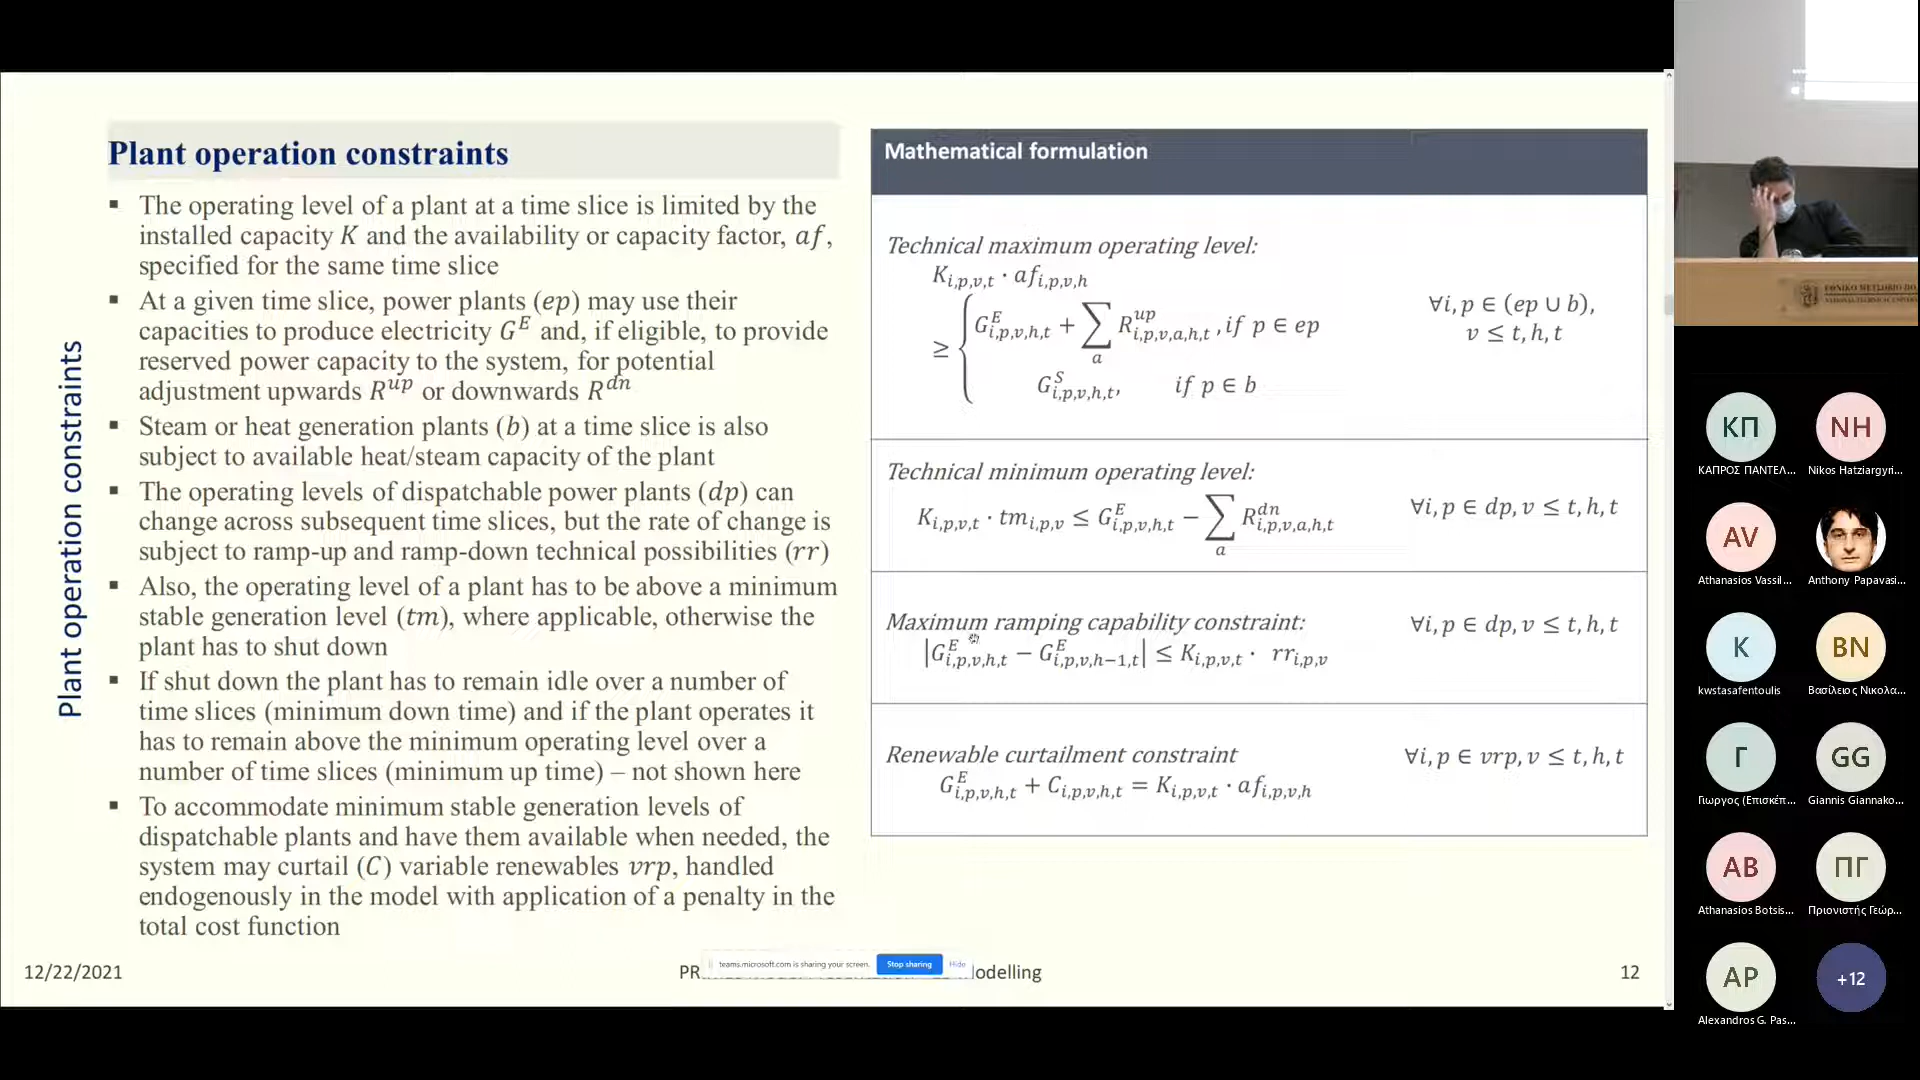 Plant operation constraints
Plant operation constraints
▪ The operating level of a plant at a time slice is limited by the
installed capacity K and the availability or capacity factor, af,
specified for the same time slice
▪ At a given time slice, power plants (ep) may use their
capacities to produce electricity G^E and, if eligible, to provide
reserved power capacity to the system, for potential
adjustment upwards R^up or downwards R^dn
▪ Steam or heat generation plants (b) at a time slice is also
subject to available heat/steam capacity of the plant
▪ The operating levels of dispatchable power plants (dp) can
change across subsequent time slices, but the rate of change is
subject to ramp-up and ramp-down technical possibilities (rr)
▪ Also, the operating level of a plant has to be above a minimum
stable generation level (tm), where applicable, otherwise the
plant has to shut down
▪ If shut down the plant has to remain idle over a number of
time slices (minimum down time) and if the plant operates it
has to remain above the minimum operating level over a
number of time slices (minimum up time) – not shown here
▪ To accommodate minimum stable generation levels of
dispatchable plants and have them available when needed, the
system may curtail (C) variable renewables vrp, handled
endogenously in the model with application of a penalty in the
total cost function
Mathematical formulation
Technical maximum operating level:
K_{i,p,v,t} · af_{i,p,v,h}
≥ { G^E_{i,p,v,h,t} + ∑_a R^{up}_{i,p,v,a,h,t}, if p ∈ ep
G^S_{i,p,v,h,t}, if p ∈ b
∀i, p ∈ (ep ∪ b),
v ≤ t, h, t
Technical minimum operating level:
K_{i,p,v,t} · tm_{i,p,v} ≤ G^E_{i,p,v,h,t} − ∑_a R^{dn}_{i,p,v,a,h,t} ∀i, p ∈ dp, v ≤ t, h, t
Maximum ramping capability constraint: ∀i, p ∈ dp, v ≤ t, h, t
|G^E_{i,p,v,h,t} − G^E_{i,p,v,h−1,t}| ≤ K_{i,p,v,t} · rr_{i,p,v}
Renewable curtailment constraint ∀i, p ∈ vrp, v ≤ t, h, t
G^E_{i,p,v,h,t} + C_{i,p,v,h,t} = K_{i,p,v,t} · af_{i,p,v,h}
12/22/2021
teams.microsoft.com is sharing your screen. Stop sharing Hide
12
ΚΠ
ΚΑΠΡΟΣ ΠΑΝΤΕΛ...
NH
Nikos Hatziargyri...
AV
Athanasios Vassil...
Anthony Papavasi...
K
kwstasafentoulis
BN
Βασίλειος Νικολα...
Γ
Γιωργος (Επισκέπ...
GG
Giannis Giannako...
AB
Athanasios Botsis...
ΠΓ
Πριονιστής Γεώρ...
AP
Alexandros G. Pas...
+12